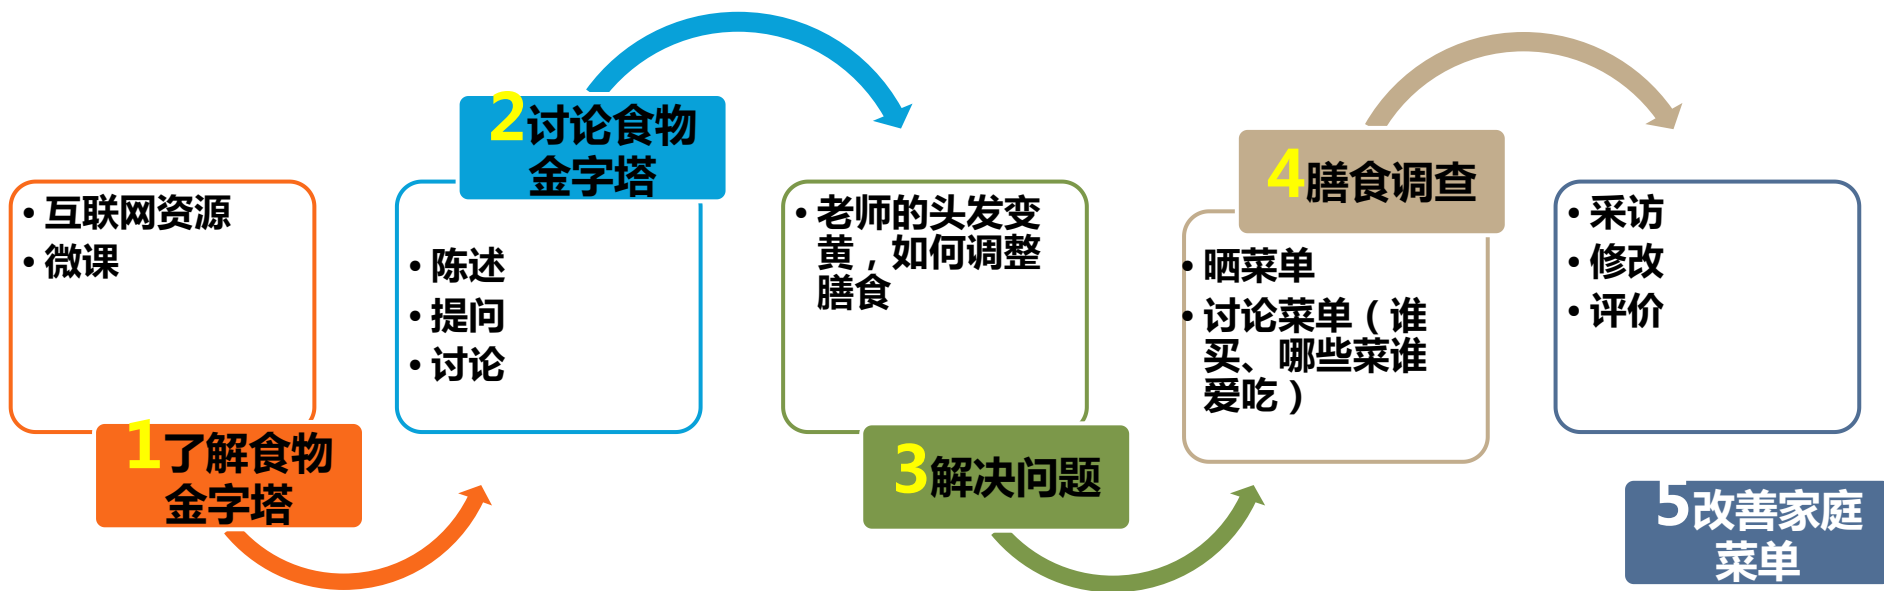 • 互联网资源
• 微课
1了解食物
金字塔
2讨论食物
金字塔
• 陈述
• 提问
• 讨论
• 老师的头发变
黄，如何调整
膳食
3解决问题
4膳食调查
• 晒菜单
• 讨论菜单（谁
买、哪些菜谁
爱吃）
• 采访
• 修改
• 评价
5改善家庭
菜单